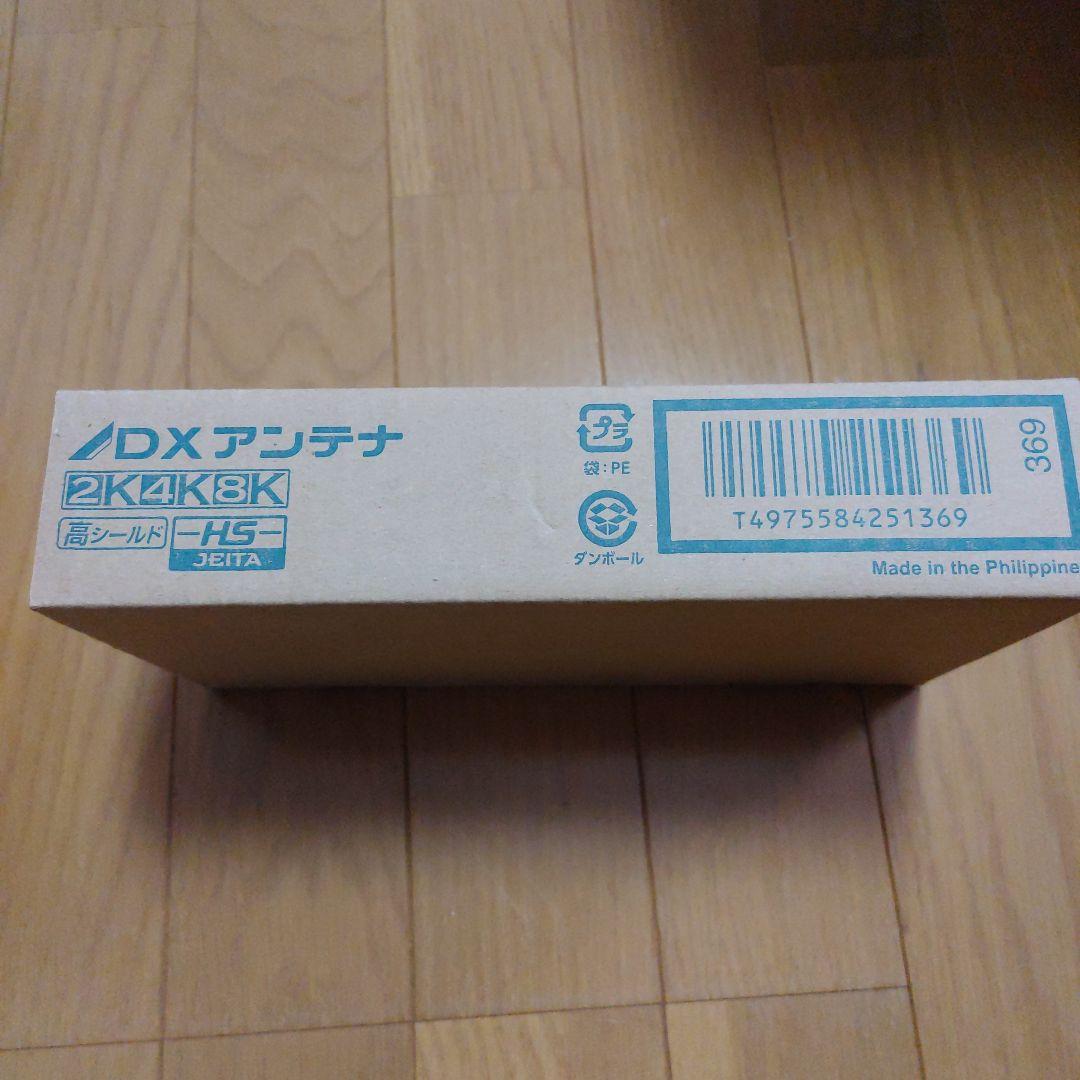 DXアンテナ
2K4K8K
高シールド
HS
JEITA
プラ
袋:PE
ダンボール
T4975584251369
369
Made in the Philippine